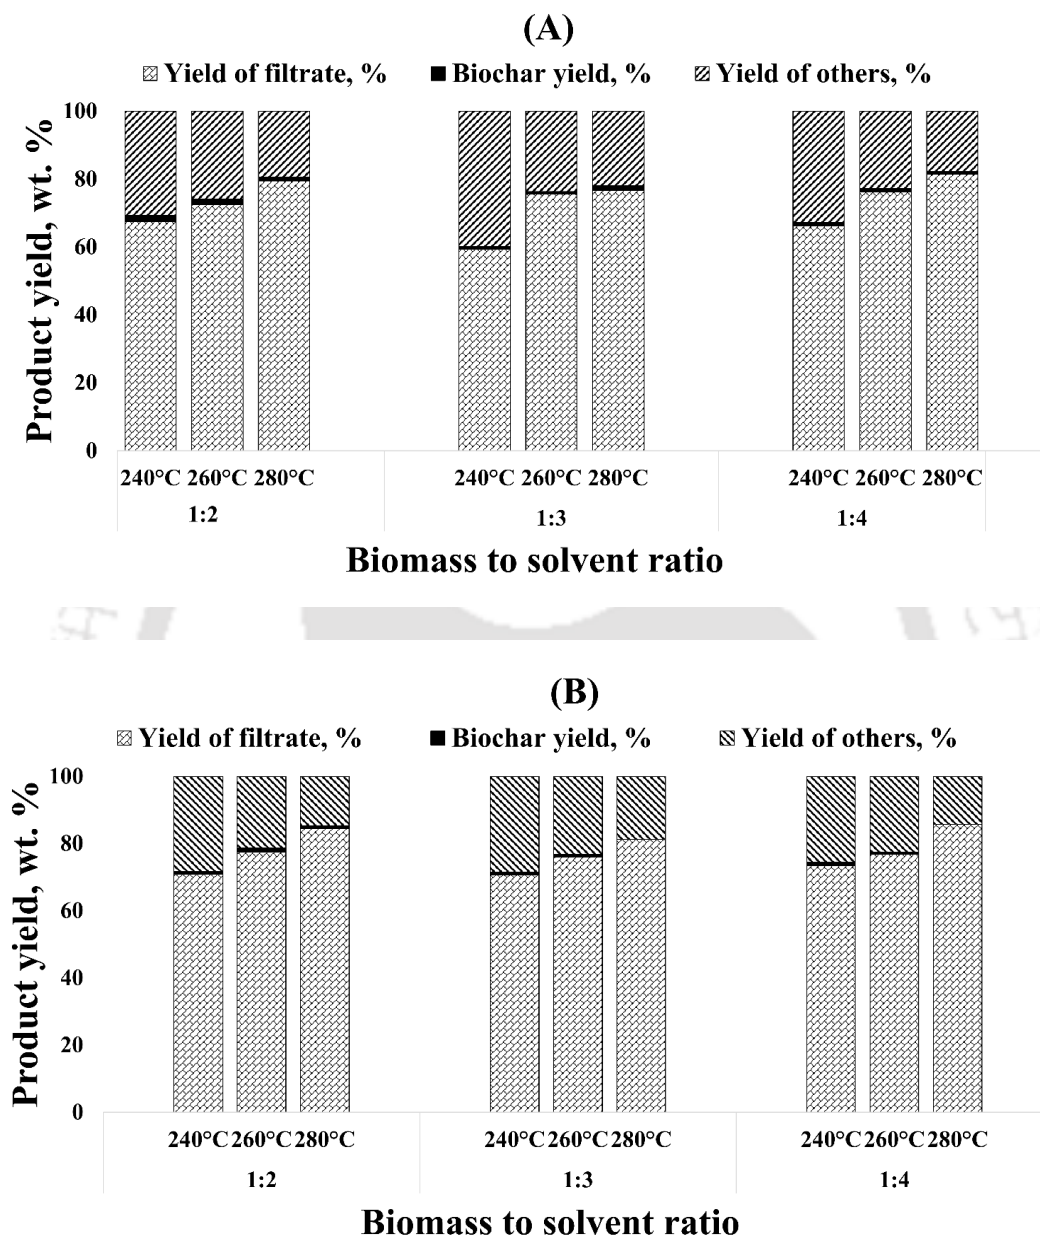 (A)
Yield of filtrate, % Biochar yield, % Yield of others, %
Product yield, wt. %
100
80
60
40
20
0
240°C 260°C 280°C 240°C 260°C 280°C 240°C 260°C 280°C
1:2 1:3 1:4
Biomass to solvent ratio
(B)
Yield of filtrate, % Biochar yield, % Yield of others, %
Product yield, wt. %
100
80
60
40
20
0
240°C 260°C 280°C 240°C 260°C 280°C 240°C 260°C 280°C
1:2 1:3 1:4
Biomass to solvent ratio